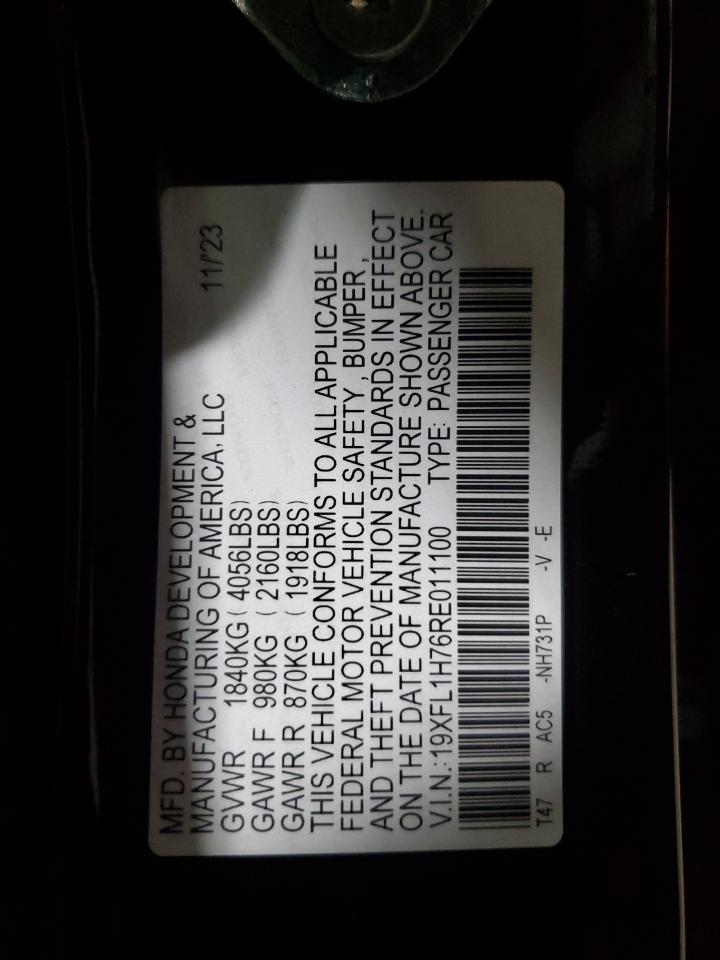 MFD. BY HONDA DEVELOPMENT &
MANUFACTURING OF AMERICA, LLC 11/'23
GVWR 1840KG ( 4056LBS)
GAWR F 980KG ( 2160LBS)
GAWR R 870KG ( 1918LBS)
THIS VEHICLE CONFORMS TO ALL APPLICABLE
FEDERAL MOTOR VEHICLE SAFETY, BUMPER,
AND THEFT PREVENTION STANDARDS IN EFFECT
ON THE DATE OF MANUFACTURE SHOWN ABOVE.
V.I.N.:19XFL1H76RE011100 TYPE: PASSENGER CAR
T47 R AC5 -NH731P -V -E